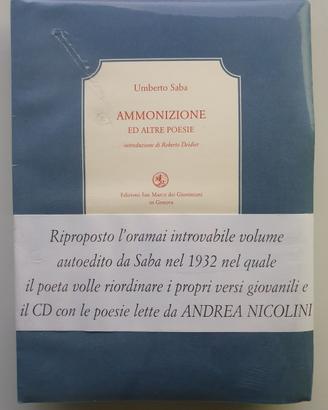 Umberto Saba
AMMONIZIONE
ED ALTRE POESIE
introduzione di Roberto Deidier
Edizioni San Marco dei Giustiniani
in Genova
Riproposto l'oramai introvabile volume
autoedito da Saba nel 1932 nel quale
il poeta volle riordinare i propri versi giovanili e
il CD con le poesie lette da ANDREA NICOLINI